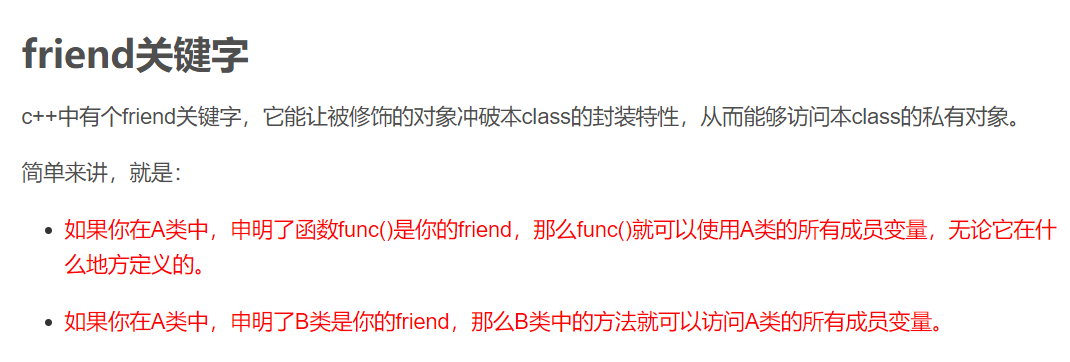 friend关键字
c++中有个friend关键字，它能让被修饰的对象冲破本class的封装特性，从而能够访问本class的私有对象。
简单来讲，就是：
如果你在A类中，申明了函数func()是你的friend，那么func()就可以使用A类的所有成员变量，无论它在什
么地方定义的。
如果你在A类中，申明了B类是你的friend，那么B类中的方法就可以访问A类的所有成员变量。